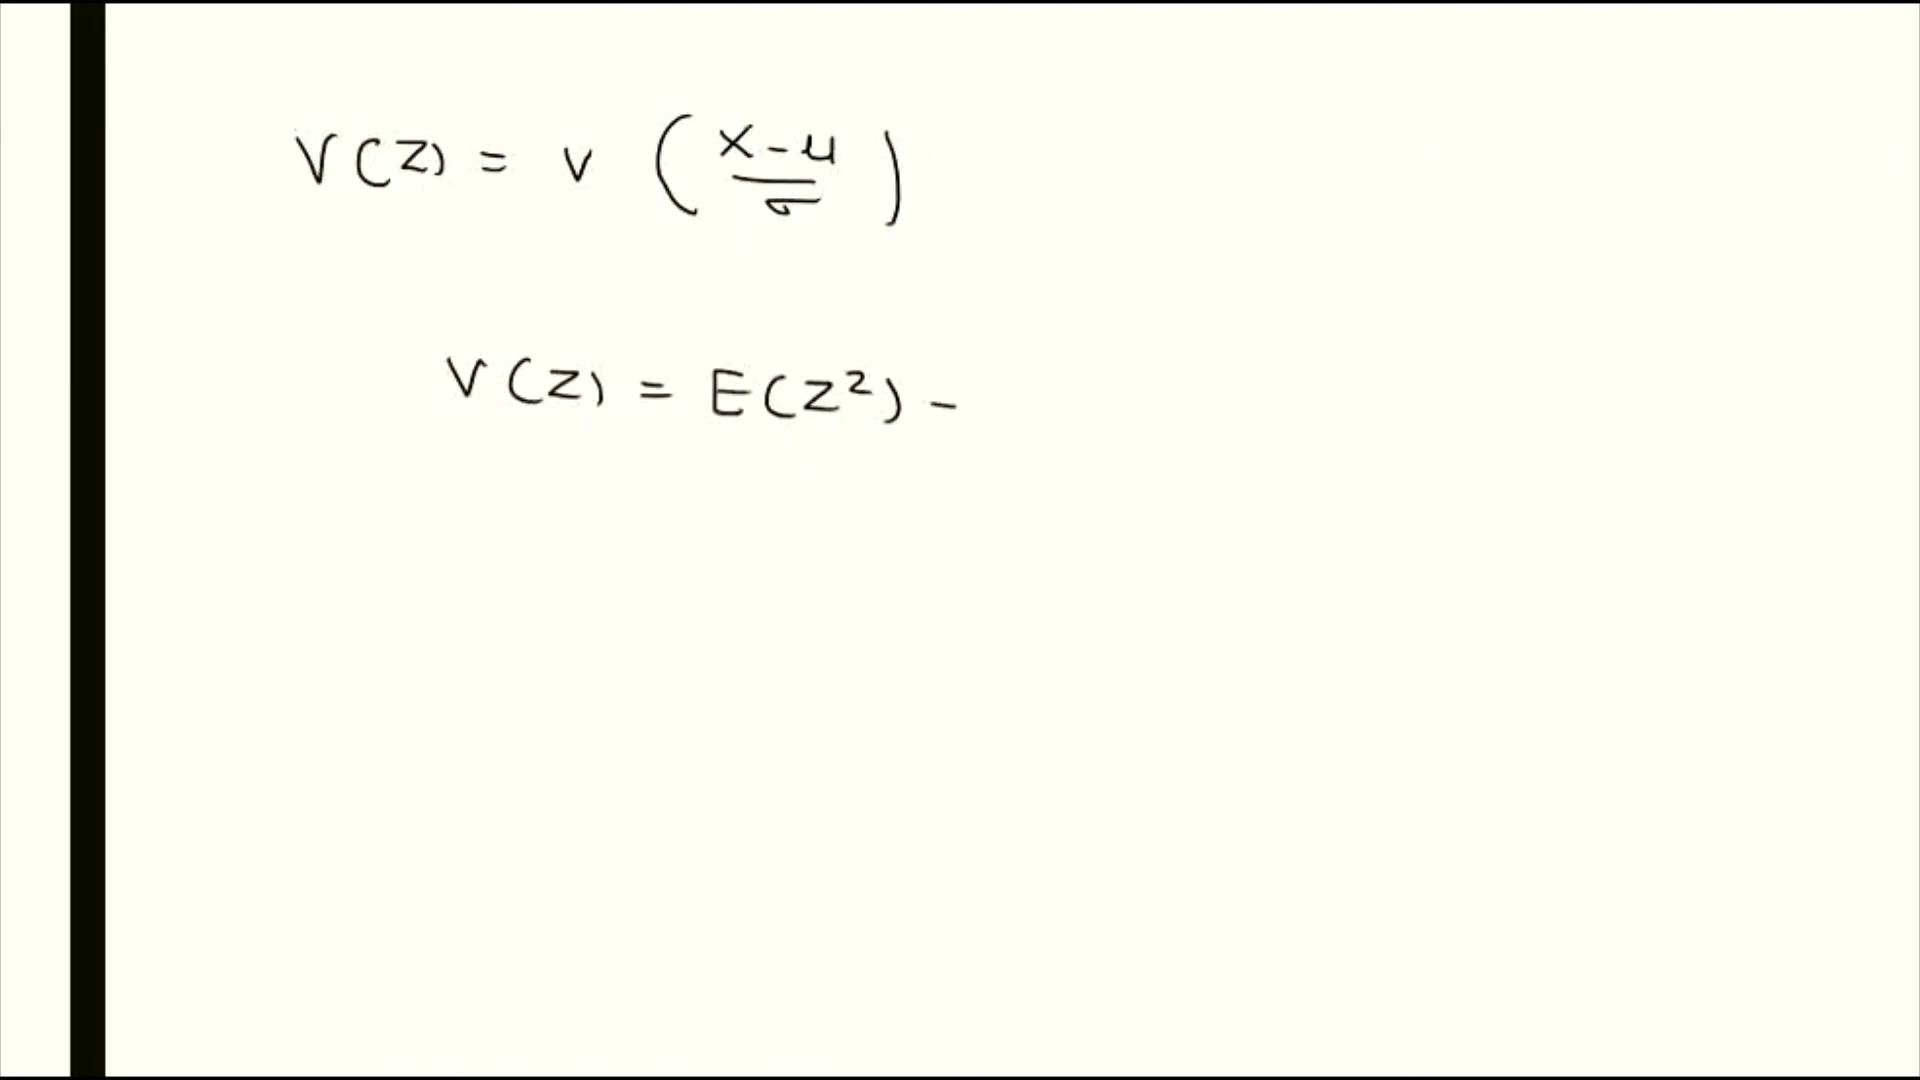 V(Z) = V ( (X-μ)/σ )
V(Z) = E(Z²) -